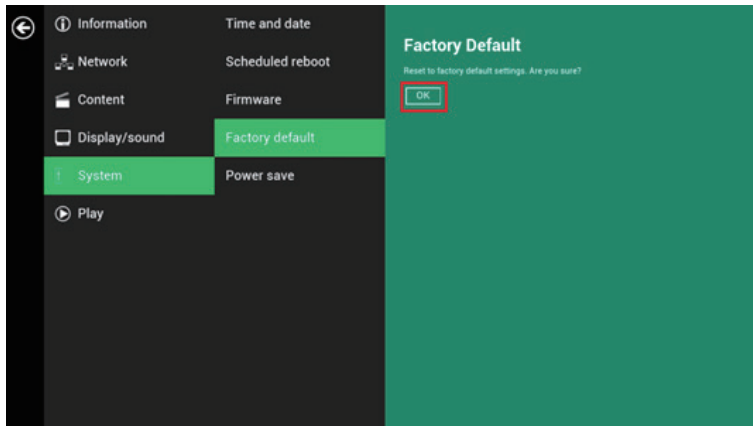 Information
Network
Content
Display/sound
System
Play
Time and date
Scheduled reboot
Firmware
Factory default
Power save
Factory Default
Reset to factory default settings. Are you sure?
OK